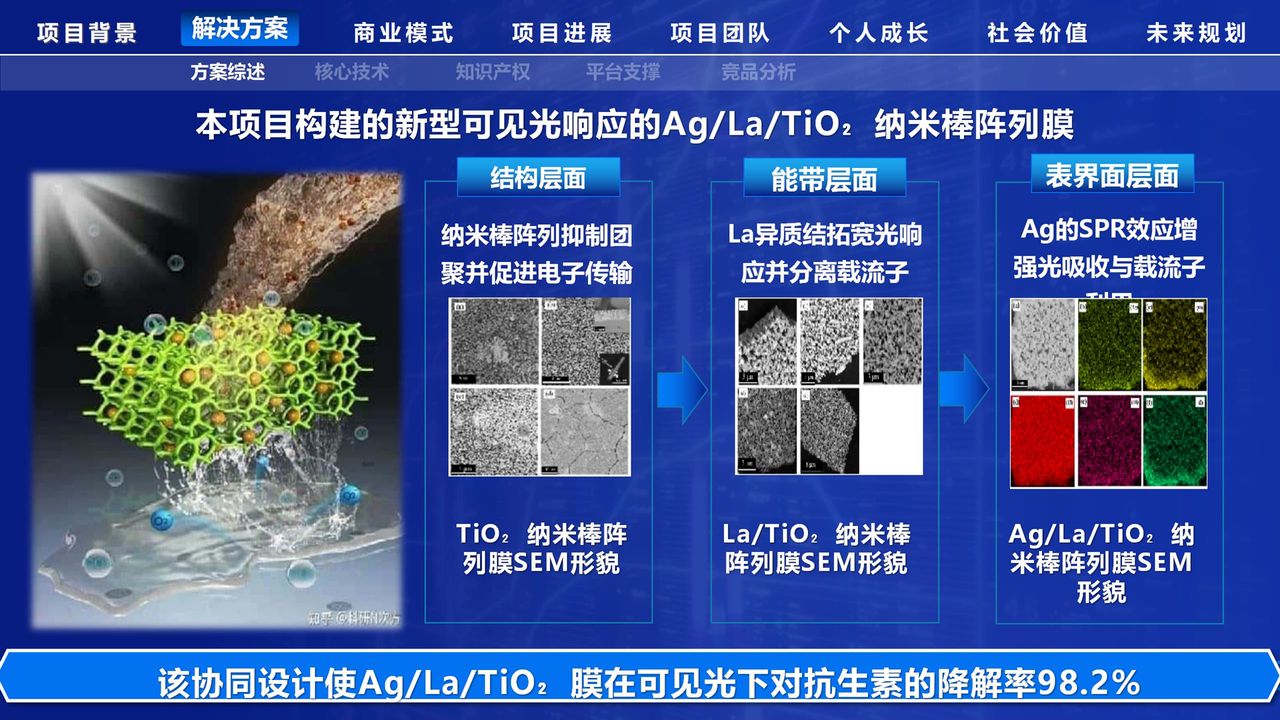 项目背景 解决方案 商业模式 项目进展 项目团队 个人成长 社会价值 未来规划
方案综述 核心技术 知识产权 平台支撑 竞品分析
本项目构建的新型可见光响应的Ag/La/TiO₂ 纳米棒阵列膜
结构层面
纳米棒阵列抑制团
聚并促进电子传输
TiO₂ 纳米棒阵
列膜SEM形貌
能带层面
La异质结拓宽光响
应并分离载流子
La/TiO₂ 纳米棒
阵列膜SEM形貌
表界面层面
Ag的SPR效应增
强光吸收与载流子
Ag/La/TiO₂ 纳
米棒阵列膜SEM
形貌
O₂
知乎 @科研N次方
该协同设计使Ag/La/TiO₂ 膜在可见光下对抗生素的降解率98.2%